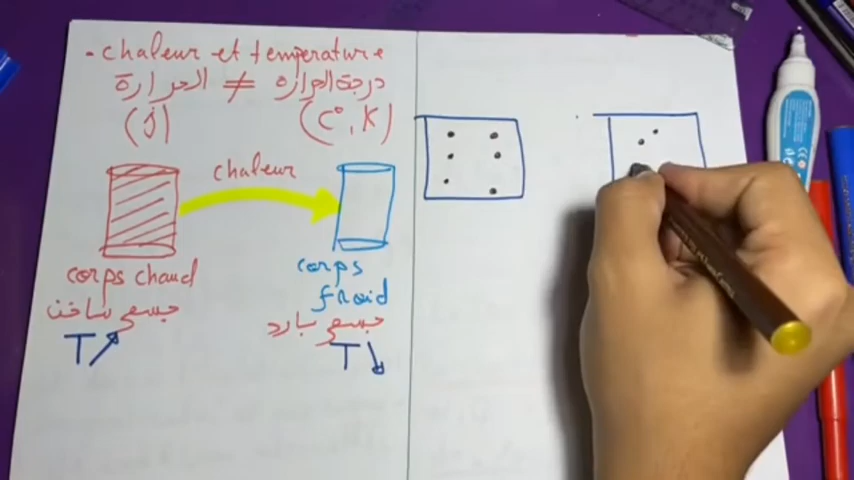 • chaleur et temperature
الحرارة ≠ درجة الحرارة
(J) (C°, K)
chaleur
corps chaud
جسم ساخن
T↗
corps
froid
جسم بارد
T↘